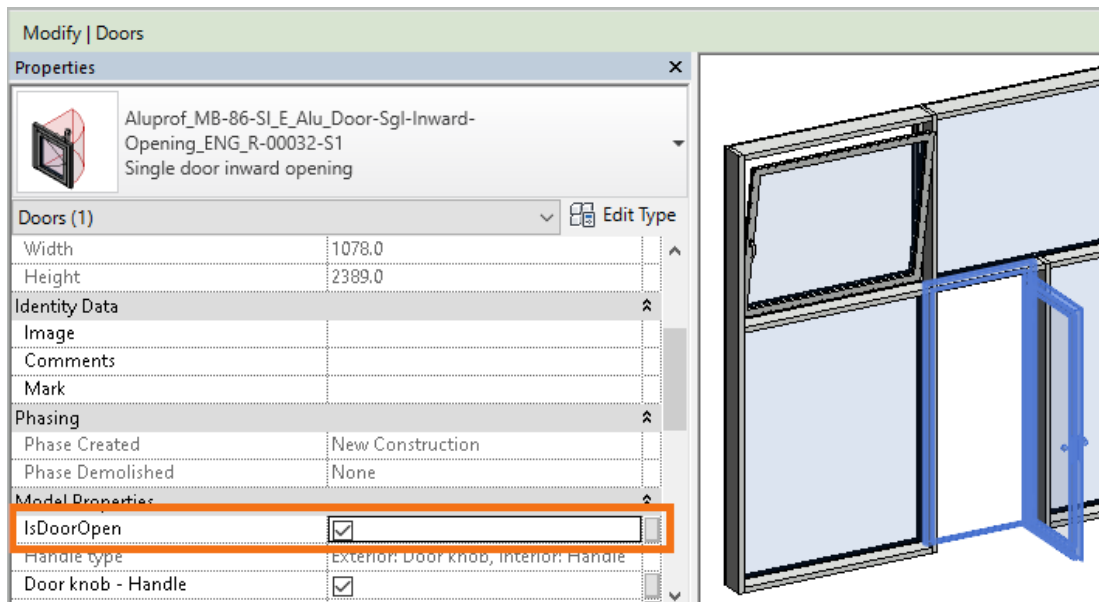 Modify | Doors
Properties
Aluprof_MB-86-SI_E_Alu_Door-Sgl-Inward-
Opening_ENG_R-00032-S1
Single door inward opening
Doors (1)
Edit Type
Width 1078.0
Height 2389.0
Identity Data
Image
Comments
Mark
Phasing
Phase Created New Construction
Phase Demolished None
Model Properties
IsDoorOpen
Handle type Exterior: Door knob, Interior: Handle
Door knob - Handle